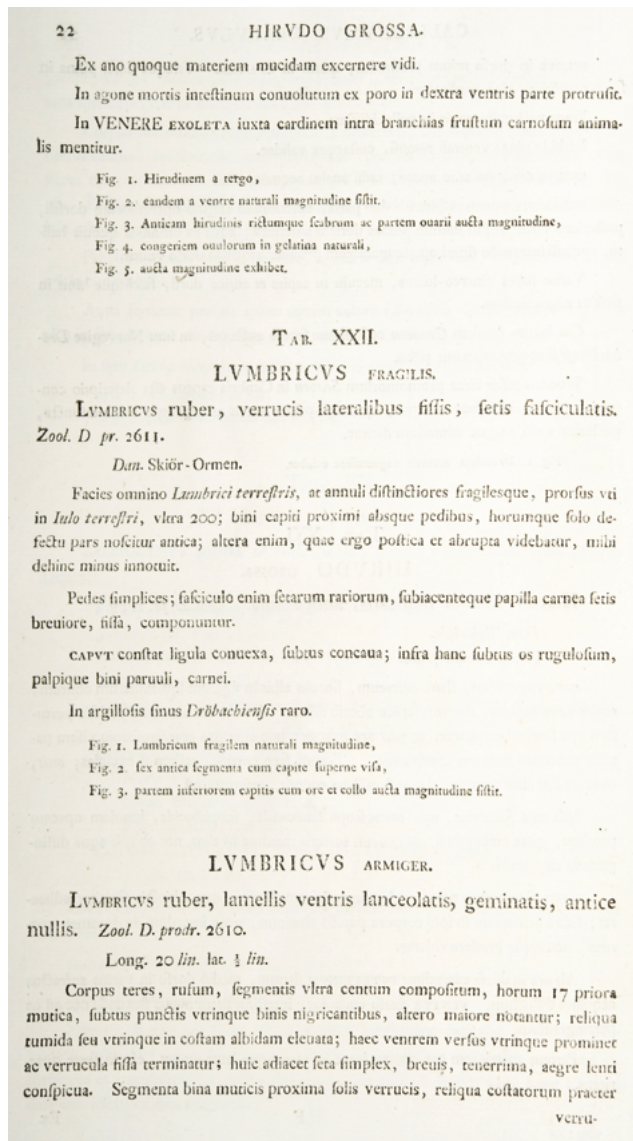 22 HIRVDO GROSSA.
Ex ano quoque materiem mucidam excernere vidi.
In agone mortis inteſtinum conuolutum ex poro in dextra ventris parte protruſit.
In VENERE EXOLETA iuxta cardinem intra branchias fruſtum carnoſum anima-
lis mentitur.
Fig. 1. Hirudinem a tergo,
Fig. 2. eandem a ventre naturali magnitudine ſiſtit.
Fig. 3. Anticam hirudinis rictumque ſcabrum ac partem ouarii aucta magnitudine,
Fig. 4. congeriem ouulorum in gelatina naturali,
Fig. 5. aucta magnitudine exhibet.
TAB. XXII.
LVMBRICVS FRAGILIS.
LVMBRICVS ruber, verrucis lateralibus fiſſis, ſetis faſciculatis.
Zool. D pr. 2611.
Dan. Skiör-Ormen.
Facies omnino Lumbrici terreſtris, at annuli diſtinctiores fragilesque, prorſus vti
in Iulo terreſtri, vltra 200; bini capiti proximi absque pedibus, horumque ſolo de-
fectu pars noſcitur antica; altera enim, quae ergo poſtica et abrupta videbatur, mihi
dehinc minus innotuit.
Pedes ſimplices; faſciculo enim ſetarum rariorum, ſubiacenteque papilla carnea ſetis
breuiore, fiſſa, componuntur.
CAPVT conſtat ligula conuexa, ſubtus concaua; infra hanc ſubtus os ruguloſum,
palpique bini paruuli, carnei.
In argilloſis ſinus Dröbachienſis raro.
Fig. 1. Lumbricum fragilem naturali magnitudine,
Fig. 2 ſex antica ſegmenta cum capite ſuperne viſa,
Fig. 3. partem inferiorem capitis cum ore et collo aucta magnitudine ſiſtit.
LVMBRICVS ARMIGER.
LVMBRICVS ruber, lamellis ventris lanceolatis, geminatis, antice
nullis. Zool. D. prodr. 2610.
Long. 20 lin. lat. ½ lin.
Corpus teres, rufum, ſegmentis vltra centum compoſitum, horum 17 priora
mutica, ſubtus punctis vtrinque binis nigricantibus, altero maiore notantur; reliqua
tumida ſeu vtrinque in coſtam albidam eleuata; haec ventrem verſus vtrinque prominet
ac verrucula fiſſa terminatur; huic adiacet ſeta ſimplex, breuis, tenerrima, aegre lenti
conſpicua. Segmenta bina muticis proxima ſolis verrucis, reliqua coſtatorum praeter
verru-